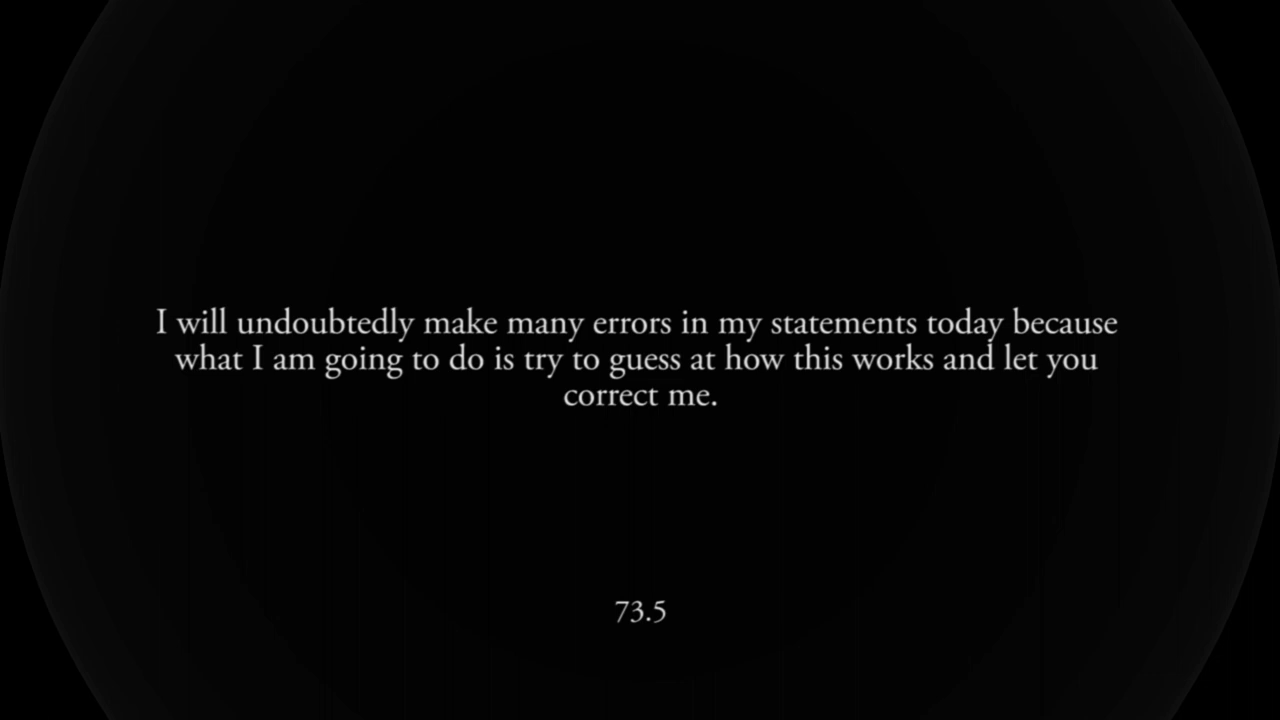 I will undoubtedly make many errors in my statements today because
what I am going to do is try to guess at how this works and let you
correct me.
73.5